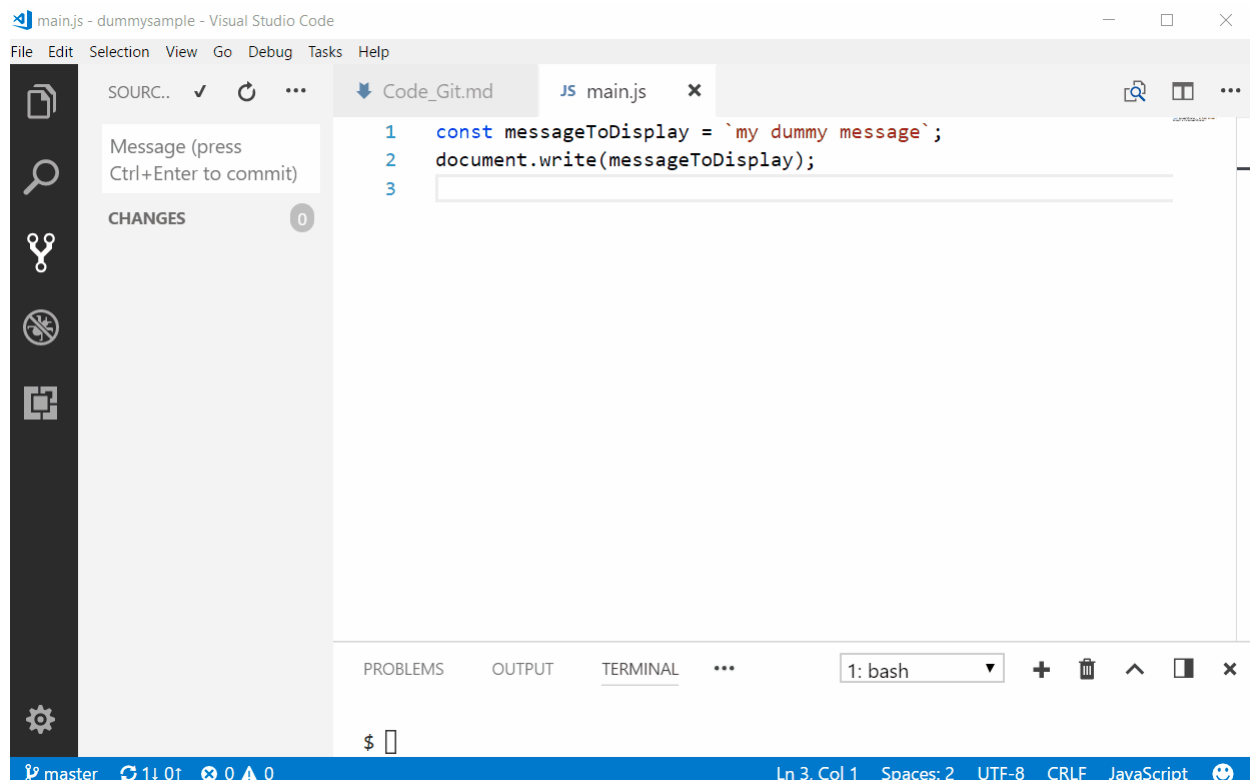 main.js - dummysample - Visual Studio Code
File Edit Selection View Go Debug Tasks Help
SOURC..
Code_Git.md
JS main.js
Message (press
Ctrl+Enter to commit)
CHANGES 0
1 const messageToDisplay = `my dummy message`;
2 document.write(messageToDisplay);
3
PROBLEMS OUTPUT TERMINAL
1: bash
$
master 1↓ 0↑ 0 0 Ln 3, Col 1 Spaces: 2 UTF-8 CRLF JavaScript